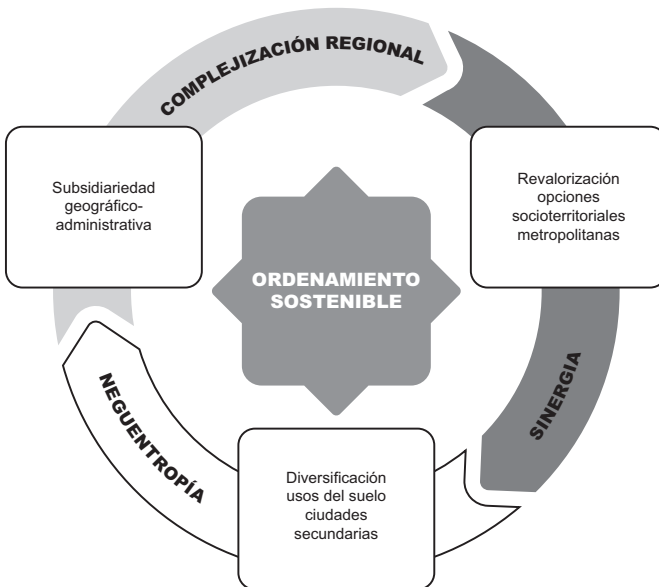 COMPLEJIZACIÓN REGIONAL
Subsidiariedad
geográfico-
administrativa
Revalorización
opciones
socioterritoriales
metropolitanas
ORDENAMIENTO
SOSTENIBLE
SINERGIA
NEGUENTROPÍA
Diversificación
usos del suelo
ciudades
secundarias